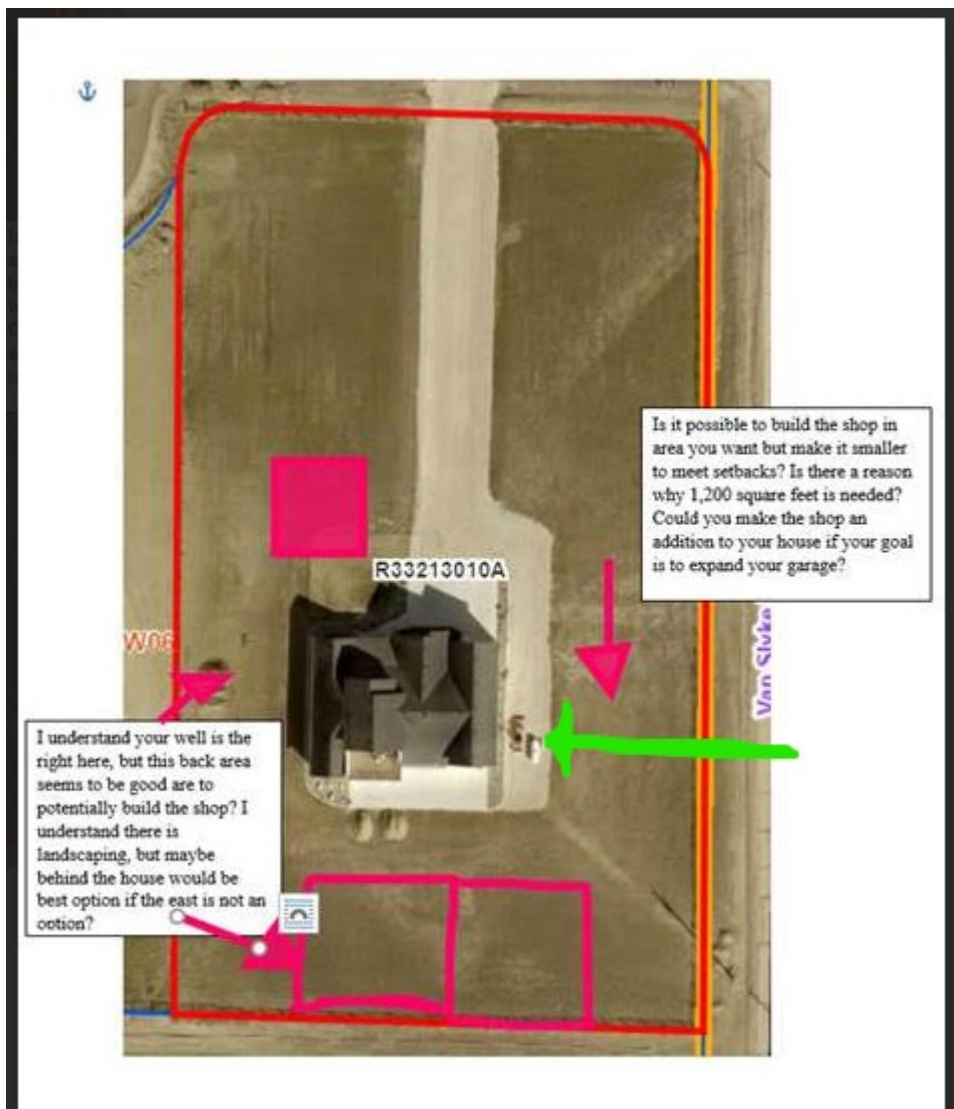 Is it possible to build the shop in
area you want but make it smaller
to meet setbacks? Is there a reason
why 1,200 square feet is needed?
Could you make the shop an
addition to your house if your goal
is to expand your garage?
R33213010A
W06
Van Slyke
I understand your well is the
right here, but this back area
seems to be good are to
potentially build the shop? I
understand there is
landscaping, but maybe
behind the house would be
best option if the east is not an
option?